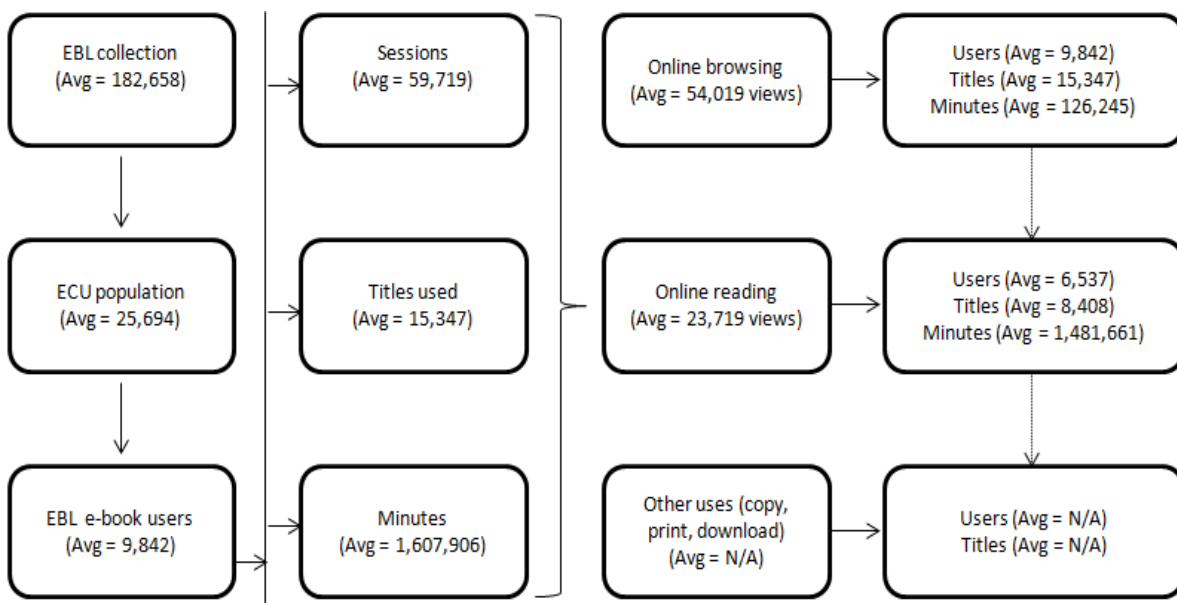 EBL collection
(Avg = 182,658)
Sessions
(Avg = 59,719)
Online browsing
(Avg = 54,019 views)
Users (Avg = 9,842)
Titles (Avg = 15,347)
Minutes (Avg = 126,245)
ECU population
(Avg = 25,694)
Titles used
(Avg = 15,347)
Online reading
(Avg = 23,719 views)
Users (Avg = 6,537)
Titles (Avg = 8,408)
Minutes (Avg = 1,481,661)
EBL e-book users
(Avg = 9,842)
Minutes
(Avg = 1,607,906)
Other uses (copy,
print, download)
(Avg = N/A)
Users (Avg = N/A)
Titles (Avg = N/A)